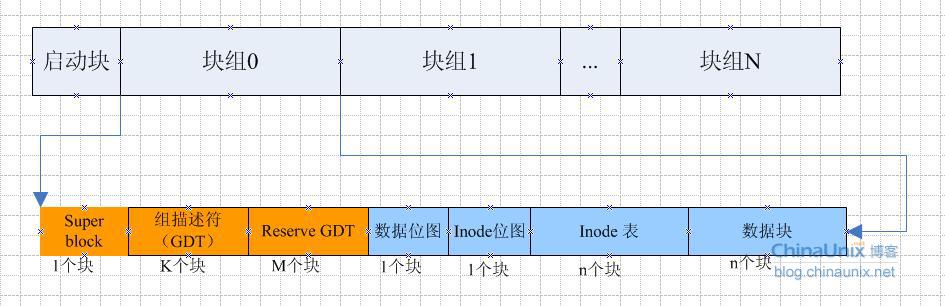 启动块
块组0
块组1
...
块组N
Super
block
组描述符
（GDT）
Reserve GDT
数据位图
Inode位图
Inode 表
数据块
1个块
K个块
M个块
1个块
1个块
n个块
n个块
ChinaUnix.net 博客
blog.chinaunix.net